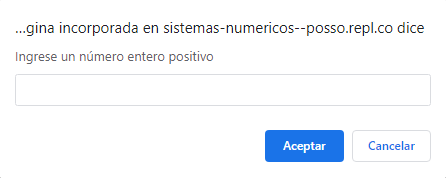 ...gina incorporada en sistemas-numericos--posso.repl.co dice
Ingrese un número entero positivo
Aceptar
Cancelar